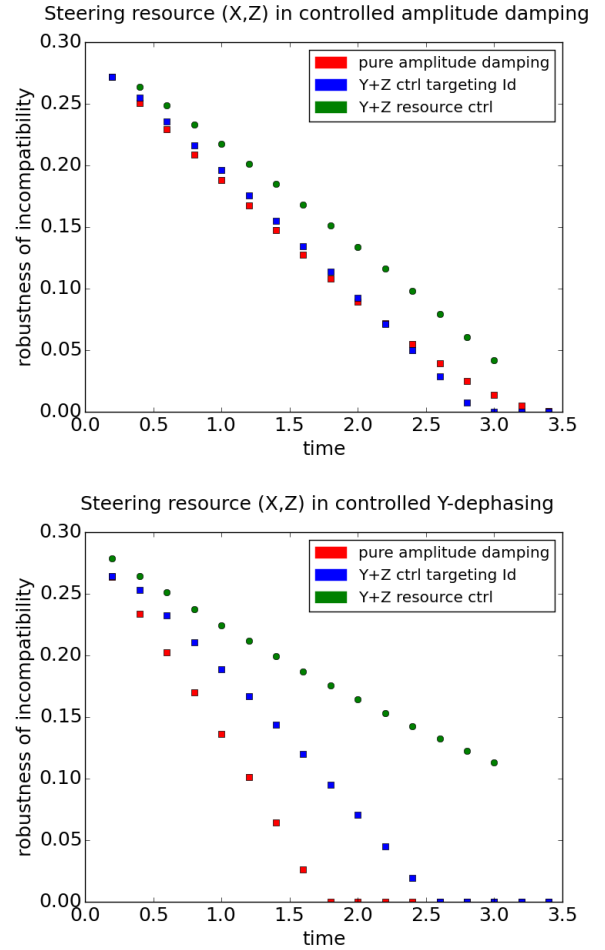 Steering resource (X,Z) in controlled amplitude damping
0.30
0.25
0.20
0.15
0.10
0.05
0.00
robustness of incompatibility
pure amplitude damping
Y+Z ctrl targeting Id
Y+Z resource ctrl
0.0 0.5 1.0 1.5 2.0 2.5 3.0 3.5
time
Steering resource (X,Z) in controlled Y-dephasing
0.30
0.25
0.20
0.15
0.10
0.05
0.00
robustness of incompatibility
pure amplitude damping
Y+Z ctrl targeting Id
Y+Z resource ctrl
0.0 0.5 1.0 1.5 2.0 2.5 3.0 3.5
time